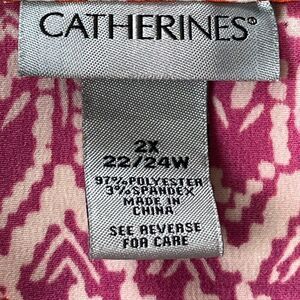 CATHERINES®
2X
22/24W
97%POLYESTER
3%SPANDEX
MADE IN
CHINA
SEE REVERSE
FOR CARE